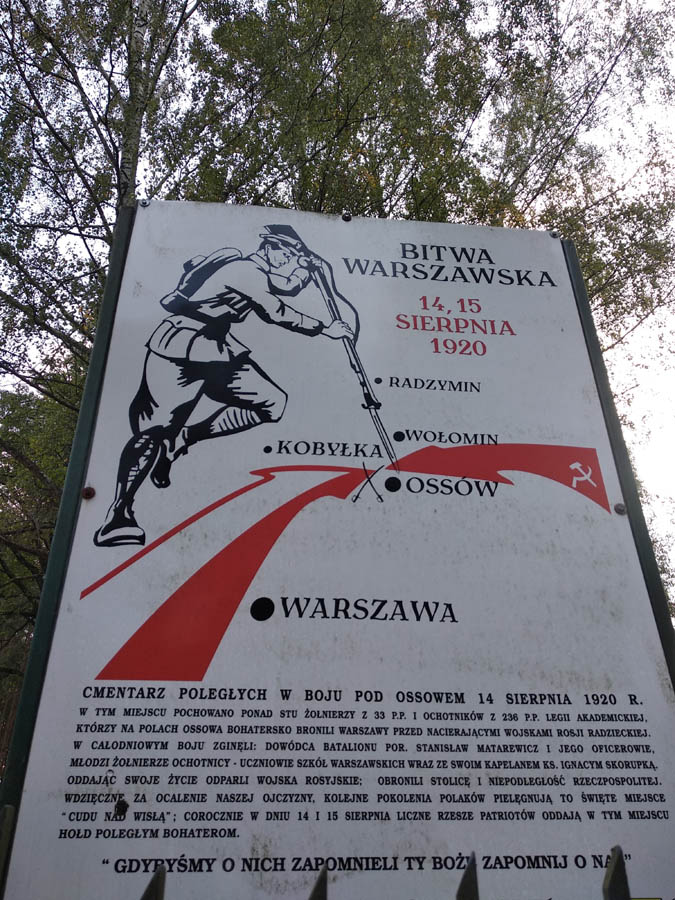 BITWA
WARSZAWSKA
14, 15
SIERPNIA
1920
RADZYMIN
WOŁOMIN
KOBYŁKA
OSSÓW
WARSZAWA
CMENTARZ POLEGŁYCH W BOJU POD OSSOWEM 14 SIERPNIA 1920 R.
W TYM MIEJSCU POCHOWANO PONAD STU ŻOŁNIERZY Z 33 P.P. I OCHOTNIKÓW Z 236 P.P. LEGII AKADEMICKIEJ,
KTÓRZY NA POLACH OSSOWA BOHATERSKO BRONILI WARSZAWY PRZED NACIERAJĄCYMI WOJSKAMI ROSJI RADZIECKIEJ.
W CAŁODNIOWYM BOJU ZGINĘLI: DOWÓDCA BATALIONU POR. STANISŁAW MATAREWICZ I JEGO OFICEROWIE,
MŁODZI ŻOŁNIERZE OCHOTNICY - UCZNIOWIE SZKÓŁ WARSZAWSKICH WRAZ ZE SWOIM KAPELANEM KS. IGNACYM SKORUPKĄ.
ODDAJĄC SWOJE ŻYCIE ODPARLI WOJSKA ROSYJSKIE; OBRONILI STOLICĘ I NIEPODLEGŁOŚĆ RZECZPOSPOLITEJ.
WDZIĘCZNE ZA OCALENIE NASZEJ OJCZYZNY, KOLEJNE POKOLENIA POLAKÓW PIELĘGNUJĄ TO ŚWIĘTE MIEJSCE
"CUDU NAD WISŁĄ"; COROCZNIE W DNIU 14 I 15 SIERPNIA LICZNE RZESZE PATRIOTÓW ODDAJĄ W TYM MIEJSCU
HOŁD POLEGŁYM BOHATEROM.
"GDYBYŚMY O NICH ZAPOMNIELI TY BOŻE ZAPOMNIJ O"